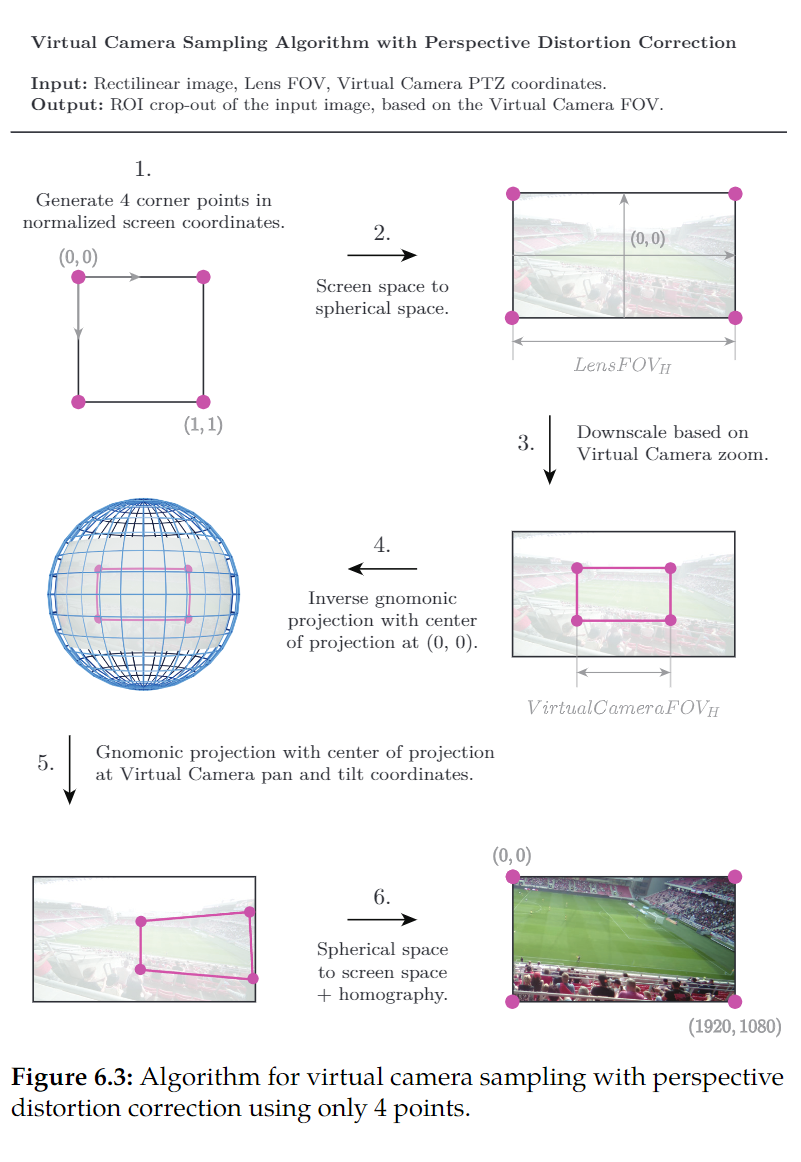 Virtual Camera Sampling Algorithm with Perspective Distortion Correction
Input: Rectilinear image, Lens FOV, Virtual Camera PTZ coordinates.
Output: ROI crop-out of the input image, based on the Virtual Camera FOV.
1.
Generate 4 corner points in
normalized screen coordinates.
(0, 0)
(1, 1)
2.
Screen space to
spherical space.
(0, 0)
LensFOV_H
3.
Downscale based on
Virtual Camera zoom.
VirtualCameraFOV_H
4.
Inverse gnomonic
projection with center
of projection at (0, 0).
5.
Gnomonic projection with center of projection
at Virtual Camera pan and tilt coordinates.
6.
Spherical space
to screen space
+ homography.
(0, 0)
(1920, 1080)
Figure 6.3: Algorithm for virtual camera sampling with perspective
distortion correction using only 4 points.